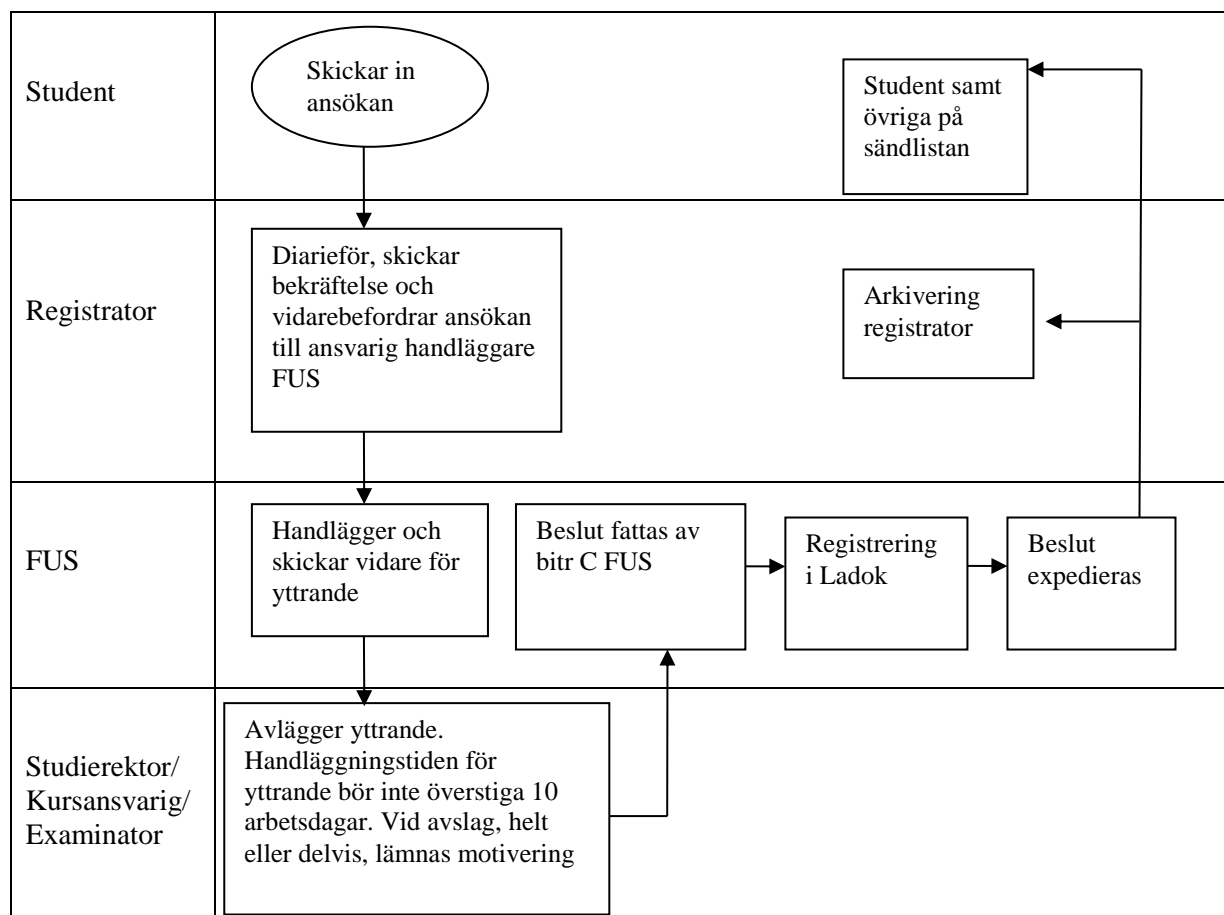 Student
Skickar in
ansökan
Student samt
övriga på
sändlistan
Registrator
Diarieför, skickar
bekräftelse och
vidarebefordrar ansökan
till ansvarig handläggare
FUS
Arkivering
registrator
FUS
Handlägger och
skickar vidare för
yttrande
Beslut fattas av
bitr C FUS
Registrering
i Ladok
Beslut
expedieras
Studierektor/
Kursansvarig/
Examinator
Avlägger yttrande.
Handläggningstiden för
yttrande bör inte överstiga 10
arbetsdagar. Vid avslag, helt
eller delvis, lämnas motivering